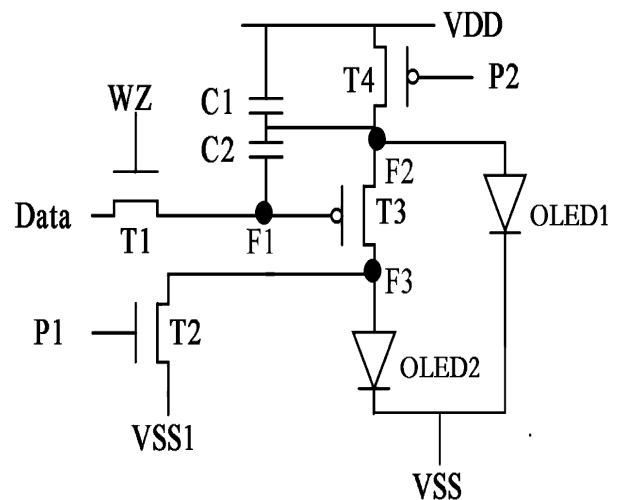 VDD
T4
P2
WZ
C1
C2
F2
Data
T1
F1
T3
OLED1
F3
P1
T2
OLED2
VSS1
VSS